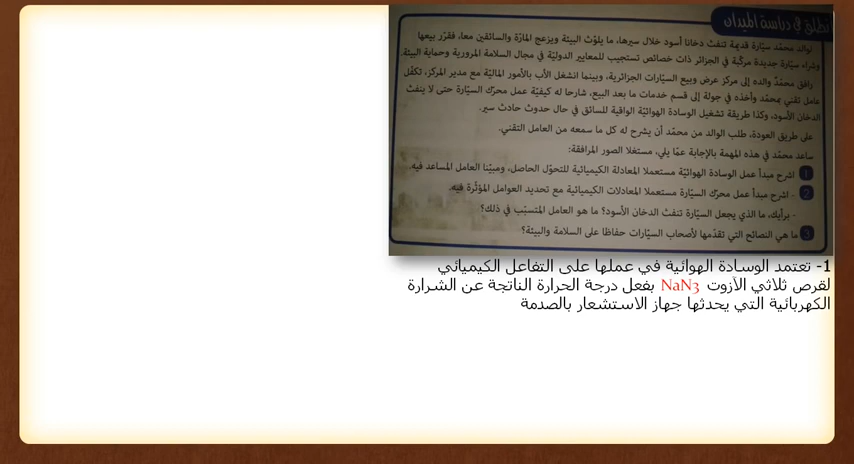 أنطلق في دراسة الميدان
لوالد محمّد سيّارة قديمة تنفث دخانا أسود خلال سيرها، ما يلوّث البيئة ويزعج المارّة والسائقين معا، فقرّر بيعها
وشراء سيّارة جديدة مركّبة في الجزائر ذات خصائص تستجيب للمعايير الدوليّة في مجال السلامة المرورية وحماية البيئة.
رافق محمّدٌ والده إلى مركز عرض وبيع السيّارات الجزائرية، وبينما انشغل الأب بالأمور الماليّة مع مدير المركز، تكفّل
عامل تقني بمحمّد وأخذه في جولة إلى قسم خدمات ما بعد البيع، شارحا له كيفيّة عمل محرّك السيّارة حتى لا ينفث
الدخان الأسود، وكذا طريقة تشغيل الوسادة الهوائيّة الواقية للسائق في حال حدوث حادث سير.
على طريق العودة، طلب الوالد من محمّد أن يشرح له كل ما سمعه من العامل التقني.
ساعد محمّد في هذه المهمة بالإجابة عمّا يلي، مستغلا الصور المرافقة:
1 اشرح مبدأ عمل الوسادة الهوائيّة مستعملا المعادلة الكيميائية للتحوّل الحاصل، ومبيّنا العامل المساعد فيه.
2 - اشرح مبدأ عمل محرّك السيّارة مستعملا المعادلات الكيميائية مع تحديد العوامل المؤثّرة فيه.
- برأيك، ما الذي يجعل السيّارة تنفث الدخان الأسود؟ ما هو العامل المتسبّب في ذلك؟
3 ما هي النصائح التي تقدّمها لأصحاب السيّارات حفاظا على السلامة والبيئة؟
1- تعتمد الوسادة الهوائية في عملها على التفاعل الكيميائي
لقرص ثلاثي الآزوت NaN3 بفعل درجة الحرارة الناتجة عن الشرارة
الكهربائية التي يحدثها جهاز الاستشعار بالصدمة